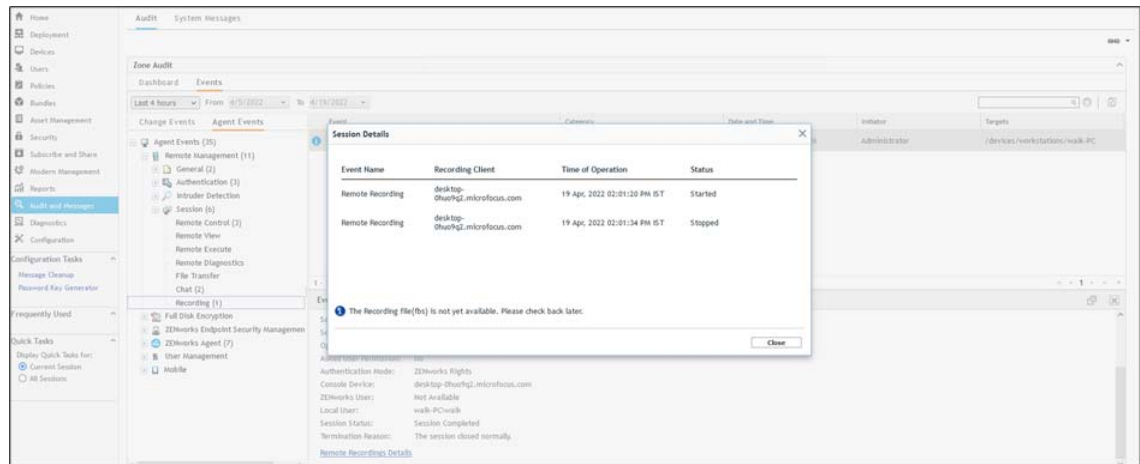 Home
Deployment
Devices
Users
Policies
Bundles
Asset Management
Security
Subscribe and Share
Modern Management
Reports
Audit and Messages
Diagnostics
Configuration
Configuration Tasks
Message Cleanup
Password Key Generator
Frequently Used
Quick Tasks
Display Quick Tasks for:
Current Session
All Sessions
Audit System Messages
Zone Audit
Dashboard Events
Last 4 hours From 4/5/2022 To 4/19/2022
Change Events Agent Events
Agent Events (35)
Remote Management (11)
General (2)
Authentication (3)
Intruder Detection
Session (6)
Remote Control (3)
Remote View
Remote Execute
Remote Diagnostics
File Transfer
Chat (2)
Recording (1)
Full Disk Encryption
ZENworks Endpoint Security Managemen
ZENworks Agent (7)
User Management
Mobile
Event Category Date and Time Initiator Targets
Administrator /devices/workstations/walk-PC
Session Details
Event Name Recording Client Time of Operation Status
Remote Recording desktop-0huo9q2.microfocus.com 19 Apr, 2022 02:01:20 PM IST Started
Remote Recording desktop-0huo9q2.microfocus.com 19 Apr, 2022 02:01:34 PM IST Stopped
The Recording file(fbs) is not yet available. Please check back later.
Close
1
Authentication Mode: ZENworks Rights
Console Device: desktop-0huo9q2.microfocus.com
ZENworks User: Not Available
Local User: walk-PC\walk
Session Status: Session Completed
Termination Reason: The session closed normally.
Remote Recordings Details